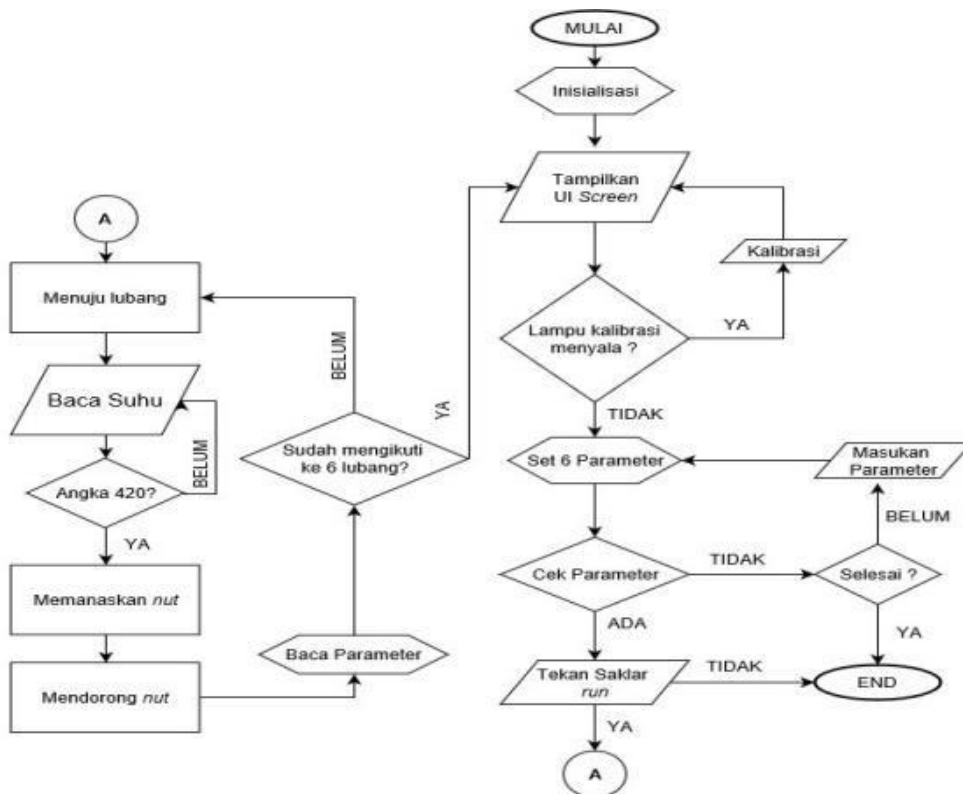 MULAI
Inisialisasi
Tampilkan
UI Screen
Kalibrasi
Lampu kalibrasi
menyala ?
YA
TIDAK
Set 6 Parameter
Masukan
Parameter
BELUM
Cek Parameter
TIDAK
Selesai ?
ADA
YA
Tekan Saklar
run
TIDAK
END
YA
A
A
Menuju lubang
Baca Suhu
BELUM
Angka 420?
YA
Memanaskan nut
Mendorong nut
Baca Parameter
Sudah mengikuti
ke 6 lubang?
BELUM
YA